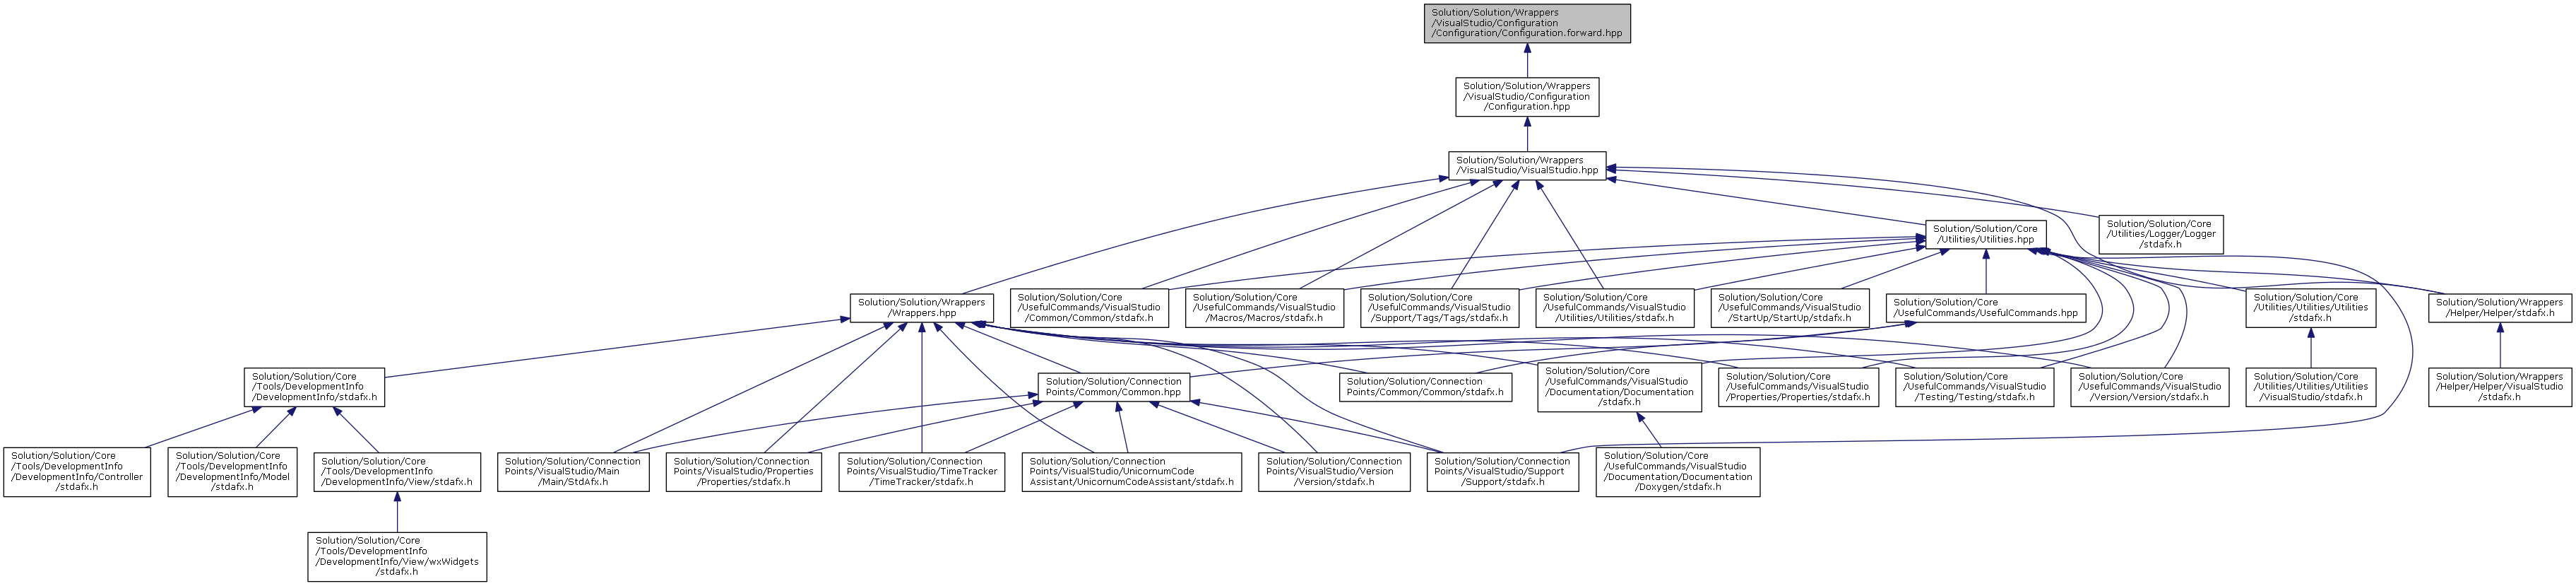 Solution/Solution/Wrappers
/VisualStudio/Configuration
/Configuration/Configuration.forward.hpp
Solution/Solution/Wrappers
/VisualStudio/Configuration
/Configuration.hpp
Solution/Solution/Wrappers
/VisualStudio/VisualStudio.hpp
Solution/Solution/Core
/Utilities/Logger/Logger
/stdafx.h
Solution/Solution/Core
/Utilities/Utilities.hpp
Solution/Solution/Wrappers
/Wrappers.hpp
Solution/Solution/Core
/UsefulCommands/VisualStudio
/Common/Common/stdafx.h
Solution/Solution/Core
/UsefulCommands/VisualStudio
/Macros/Macros/stdafx.h
Solution/Solution/Core
/UsefulCommands/VisualStudio
/Support/Tags/Tags/stdafx.h
Solution/Solution/Core
/UsefulCommands/VisualStudio
/Utilities/Utilities/stdafx.h
Solution/Solution/Core
/UsefulCommands/VisualStudio
/StartUp/StartUp/stdafx.h
Solution/Solution/Core
/UsefulCommands/UsefulCommands.hpp
Solution/Solution/Core
/Utilities/Utilities/Utilities
/stdafx.h
Solution/Solution/Wrappers
/Helper/Helper/stdafx.h
Solution/Solution/Core
/Tools/DevelopmentInfo
/DevelopmentInfo/stdafx.h
Solution/Solution/Connection
Points/Common/Common.hpp
Solution/Solution/Connection
Points/Common/Common/stdafx.h
Solution/Solution/Core
/UsefulCommands/VisualStudio
/Documentation/Documentation
/stdafx.h
Solution/Solution/Core
/UsefulCommands/VisualStudio
/Properties/Properties/stdafx.h
Solution/Solution/Core
/UsefulCommands/VisualStudio
/Testing/Testing/stdafx.h
Solution/Solution/Core
/UsefulCommands/VisualStudio
/Version/Version/stdafx.h
Solution/Solution/Core
/Utilities/Utilities/Utilities
/VisualStudio/stdafx.h
Solution/Solution/Wrappers
/Helper/Helper/VisualStudio
/stdafx.h
Solution/Solution/Core
/Tools/DevelopmentInfo
/DevelopmentInfo/Controller
/stdafx.h
Solution/Solution/Core
/Tools/DevelopmentInfo
/DevelopmentInfo/Model
/stdafx.h
Solution/Solution/Core
/Tools/DevelopmentInfo
/DevelopmentInfo/View/stdafx.h
Solution/Solution/Connection
Points/VisualStudio/Main
/Main/StdAfx.h
Solution/Solution/Connection
Points/VisualStudio/Properties
/Properties/stdafx.h
Solution/Solution/Connection
Points/VisualStudio/TimeTracker
/TimeTracker/stdafx.h
Solution/Solution/Connection
Points/VisualStudio/UnicornumCode
Assistant/UnicornumCodeAssistant/stdafx.h
Solution/Solution/Connection
Points/VisualStudio/Version
/Version/stdafx.h
Solution/Solution/Connection
Points/VisualStudio/Support
/Support/stdafx.h
Solution/Solution/Core
/UsefulCommands/VisualStudio
/Documentation/Documentation
/Doxygen/stdafx.h
Solution/Solution/Core
/Tools/DevelopmentInfo
/DevelopmentInfo/View/wxWidgets
/stdafx.h